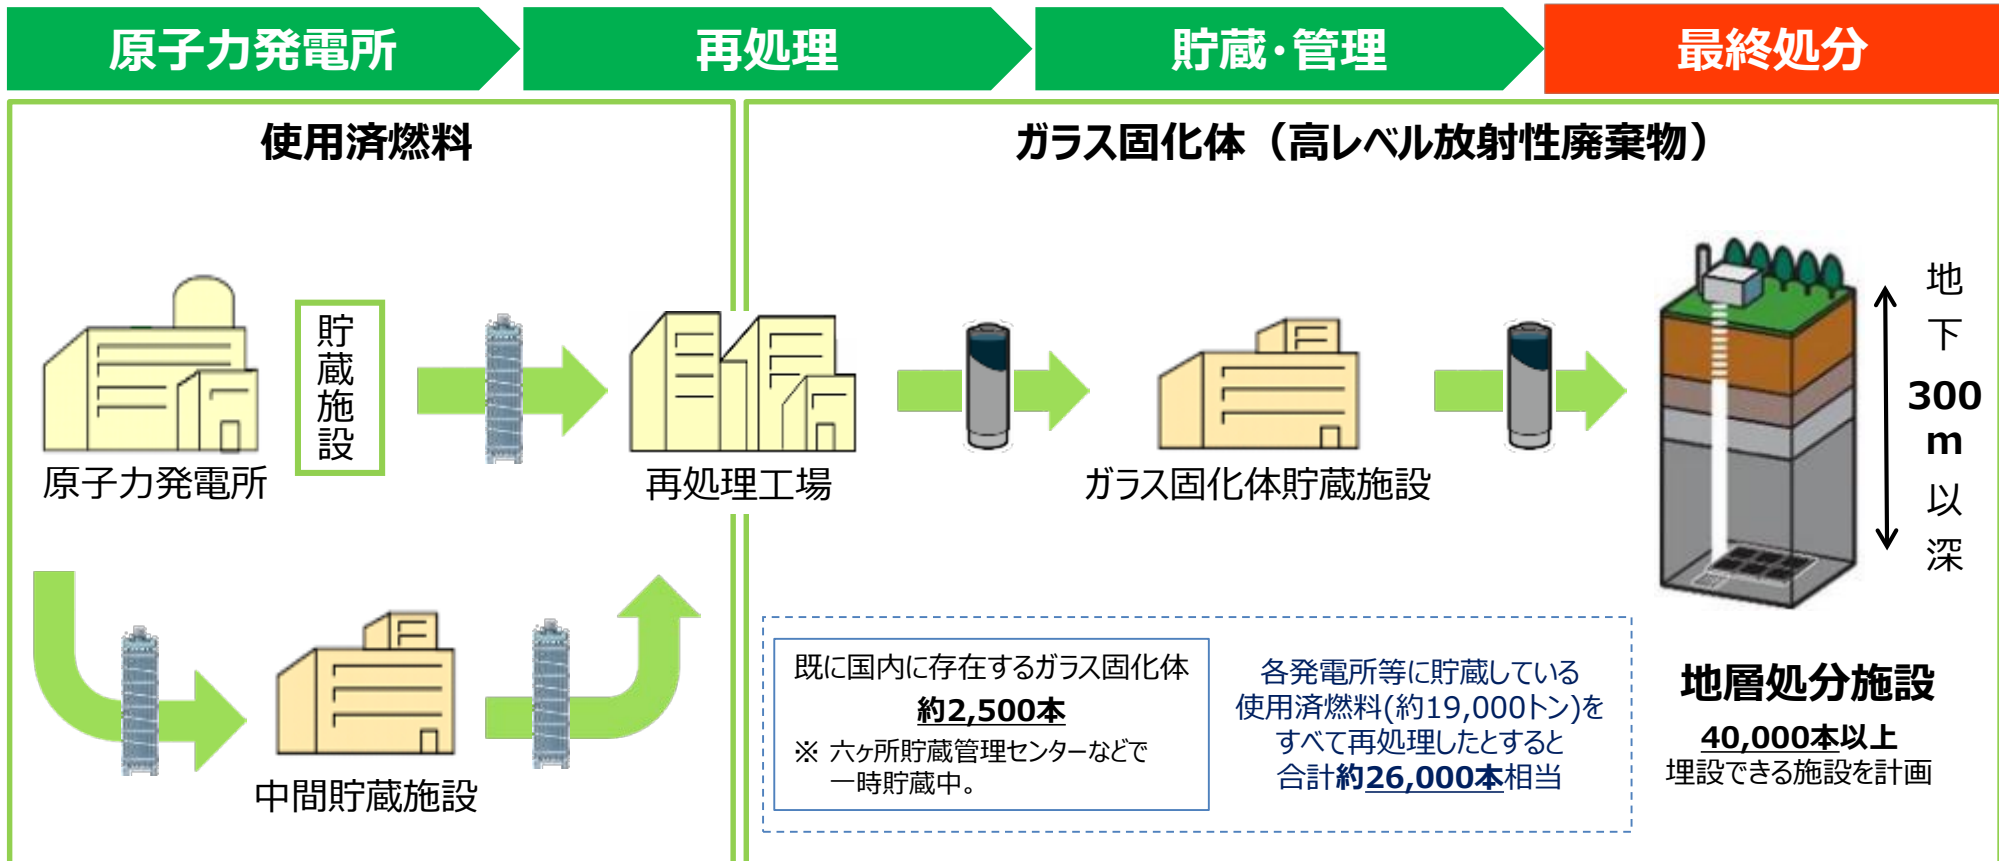 原子力発電所
再処理
貯蔵・管理
最終処分
使用済燃料
ガラス固化体（高レベル放射性廃棄物）
原子力発電所
貯蔵施設
再処理工場
ガラス固化体貯蔵施設
地下300m以深
中間貯蔵施設
既に国内に存在するガラス固化体
約2,500本
※ 六ヶ所貯蔵管理センターなどで
一時貯蔵中。
各発電所等に貯蔵している
使用済燃料(約19,000トン)を
すべて再処理したとすると
合計約26,000本相当
地層処分施設
40,000本以上
埋設できる施設を計画